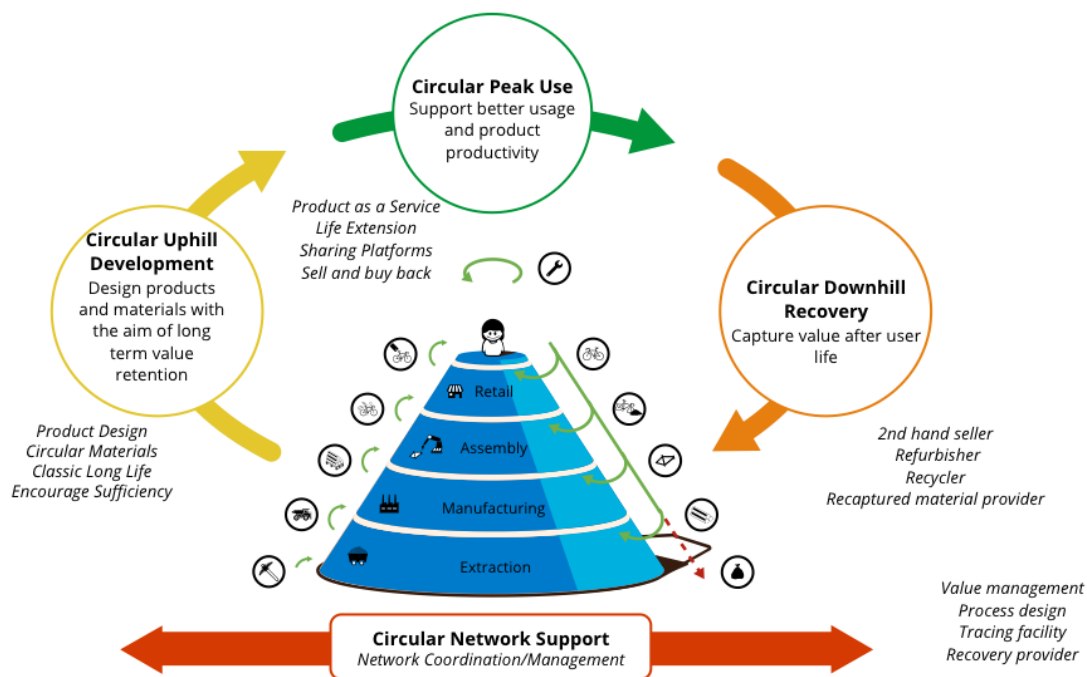 Circular Peak Use
Support better usage
and product
productivity
Product as a Service
Life Extension
Sharing Platforms
Sell and buy back
Circular Uphill
Development
Design products
and materials with
the aim of long
term value
retention
Product Design
Circular Materials
Classic Long Life
Encourage Sufficiency
Circular Downhill
Recovery
Capture value after user
life
2nd hand seller
Refurbisher
Recycler
Recaptured material provider
Retail
Assembly
Manufacturing
Extraction
Value management
Process design
Tracing facility
Recovery provider
Circular Network Support
Network Coordination/Management